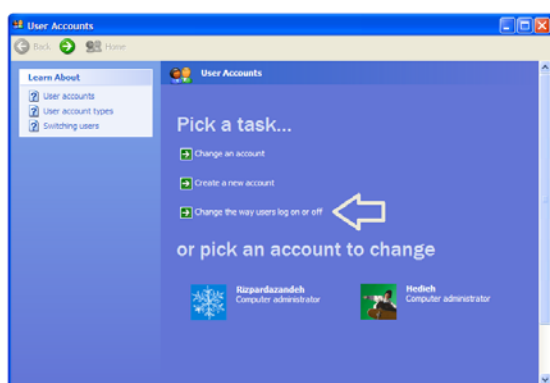 User Accounts
Back Home
Learn About
User accounts
User account types
Switching users
User Accounts
Pick a task...
Change an account
Create a new account
Change the way users log on or off
or pick an account to change
Rizpardazandeh
Computer administrator
Hedieh
Computer administrator